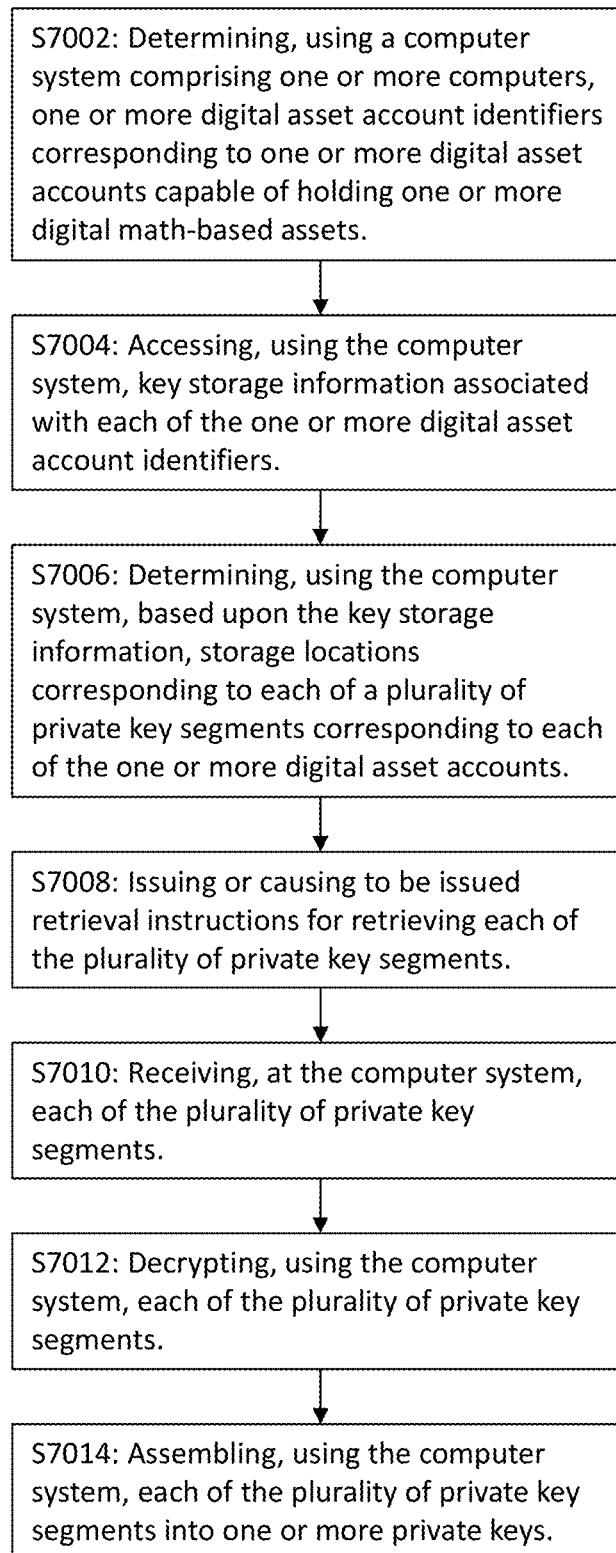 S7002: Determining, using a computer
system comprising one or more computers,
one or more digital asset account identifiers
corresponding to one or more digital asset
accounts capable of holding one or more
digital math-based assets.
S7004: Accessing, using the computer
system, key storage information associated
with each of the one or more digital asset
account identifiers.
S7006: Determining, using the computer
system, based upon the key storage
information, storage locations
corresponding to each of a plurality of
private key segments corresponding to each
of the one or more digital asset accounts.
S7008: Issuing or causing to be issued
retrieval instructions for retrieving each of
the plurality of private key segments.
S7010: Receiving, at the computer system,
each of the plurality of private key
segments.
S7012: Decrypting, using the computer
system, each of the plurality of private key
segments.
S7014: Assembling, using the computer
system, each of the plurality of private key
segments into one or more private keys.